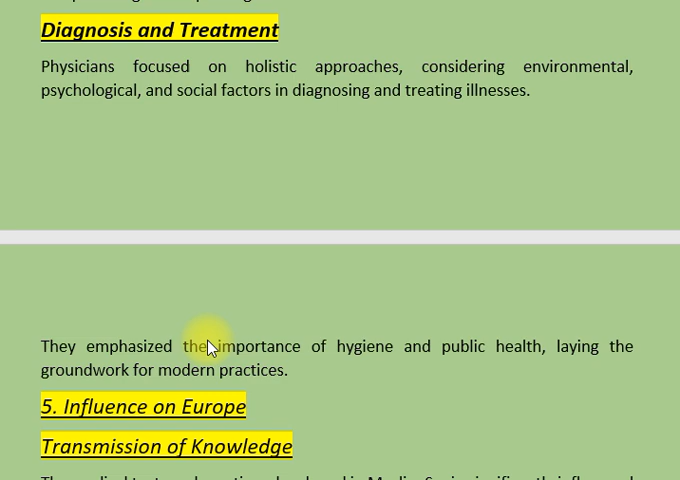 Diagnosis and Treatment
Physicians focused on holistic approaches, considering environmental,
psychological, and social factors in diagnosing and treating illnesses.
They emphasized the importance of hygiene and public health, laying the
groundwork for modern practices.
5. Influence on Europe
Transmission of Knowledge